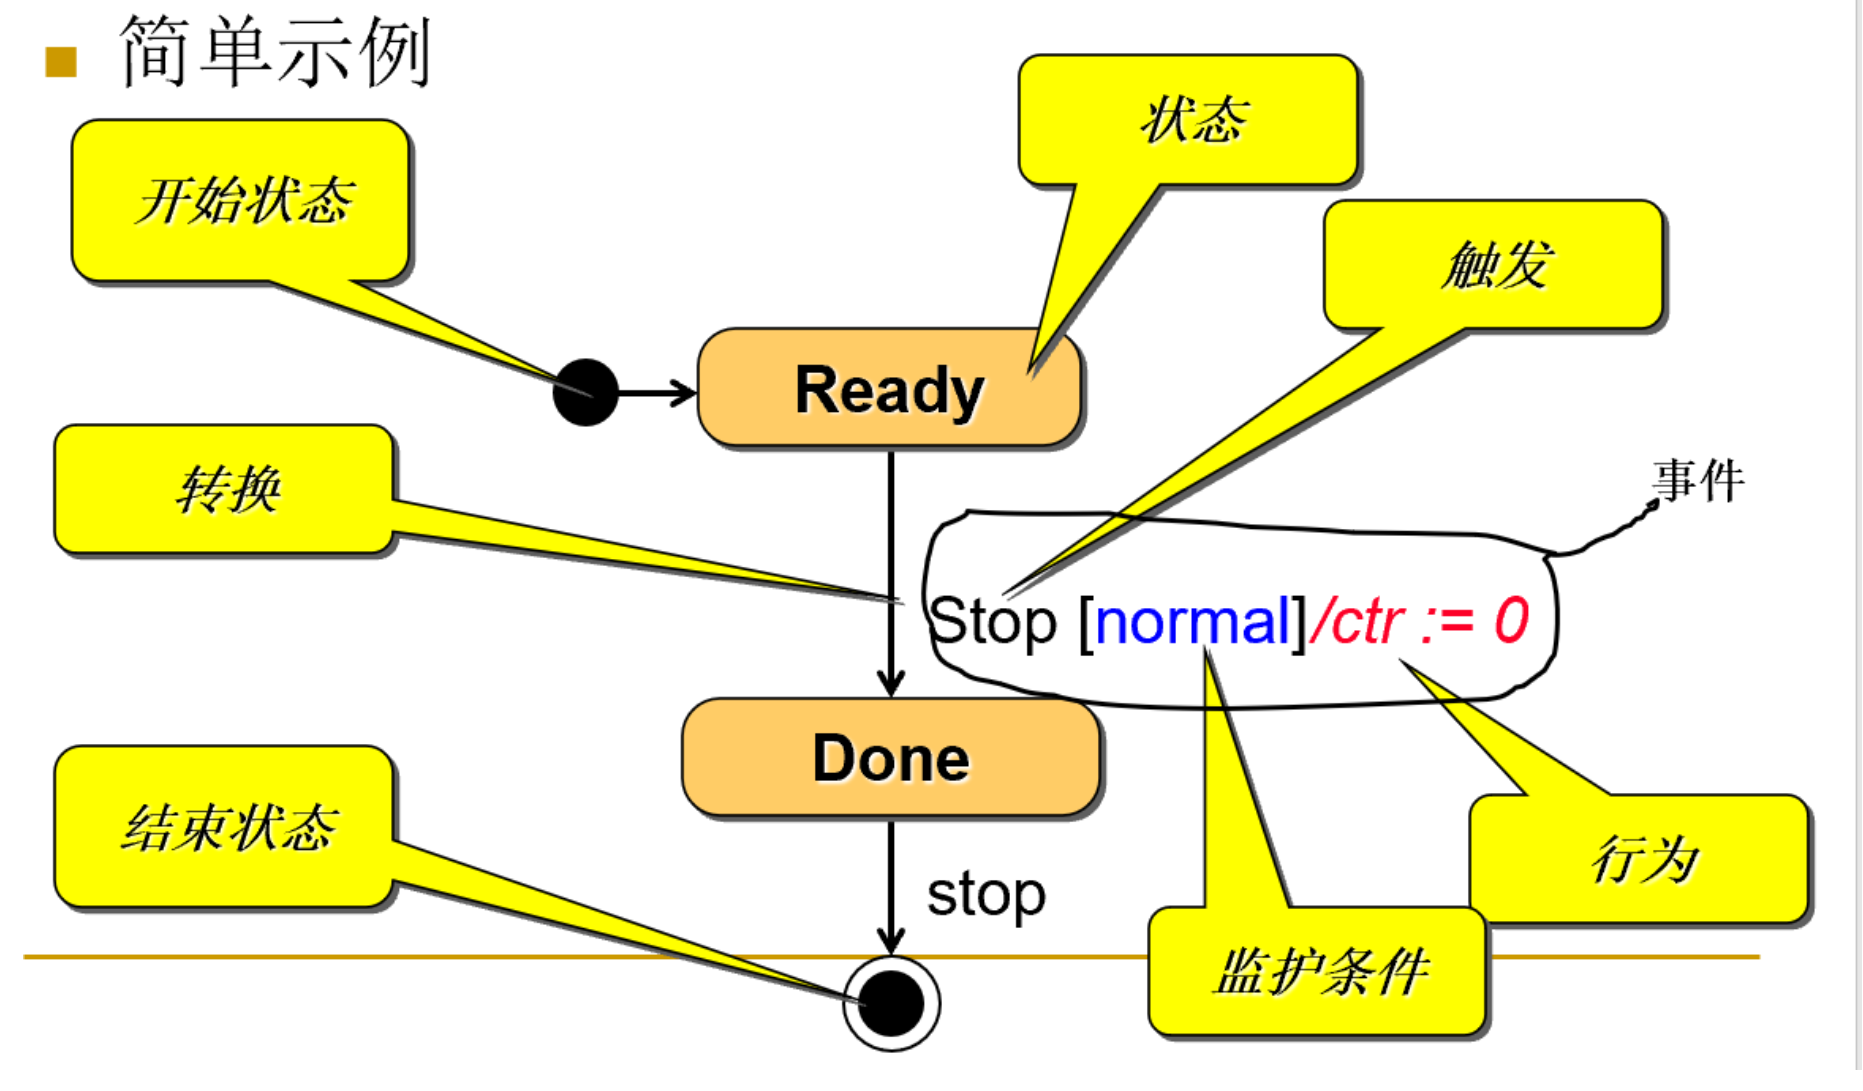 简单示例
状态
开始状态
触发
Ready
转换
事件
Stop [normal]/ctr := 0
Done
结束状态
行为
stop
监护条件